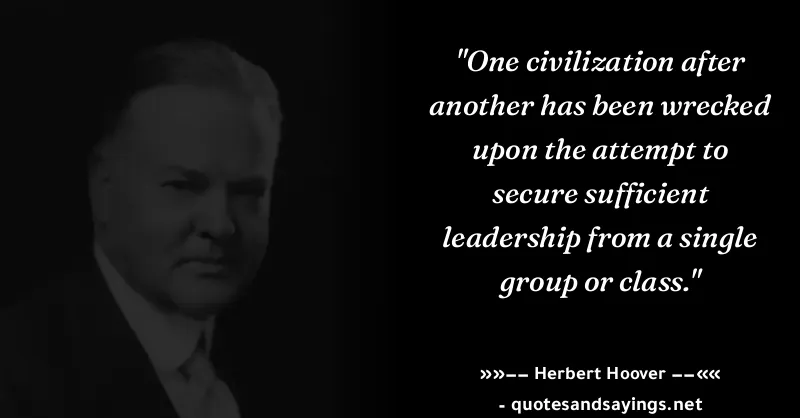 "One civilization after
another has been wrecked
upon the attempt to
secure sufficient
leadership from a single
group or class."
»»−− Herbert Hoover −−««
- quotesandsayings.net